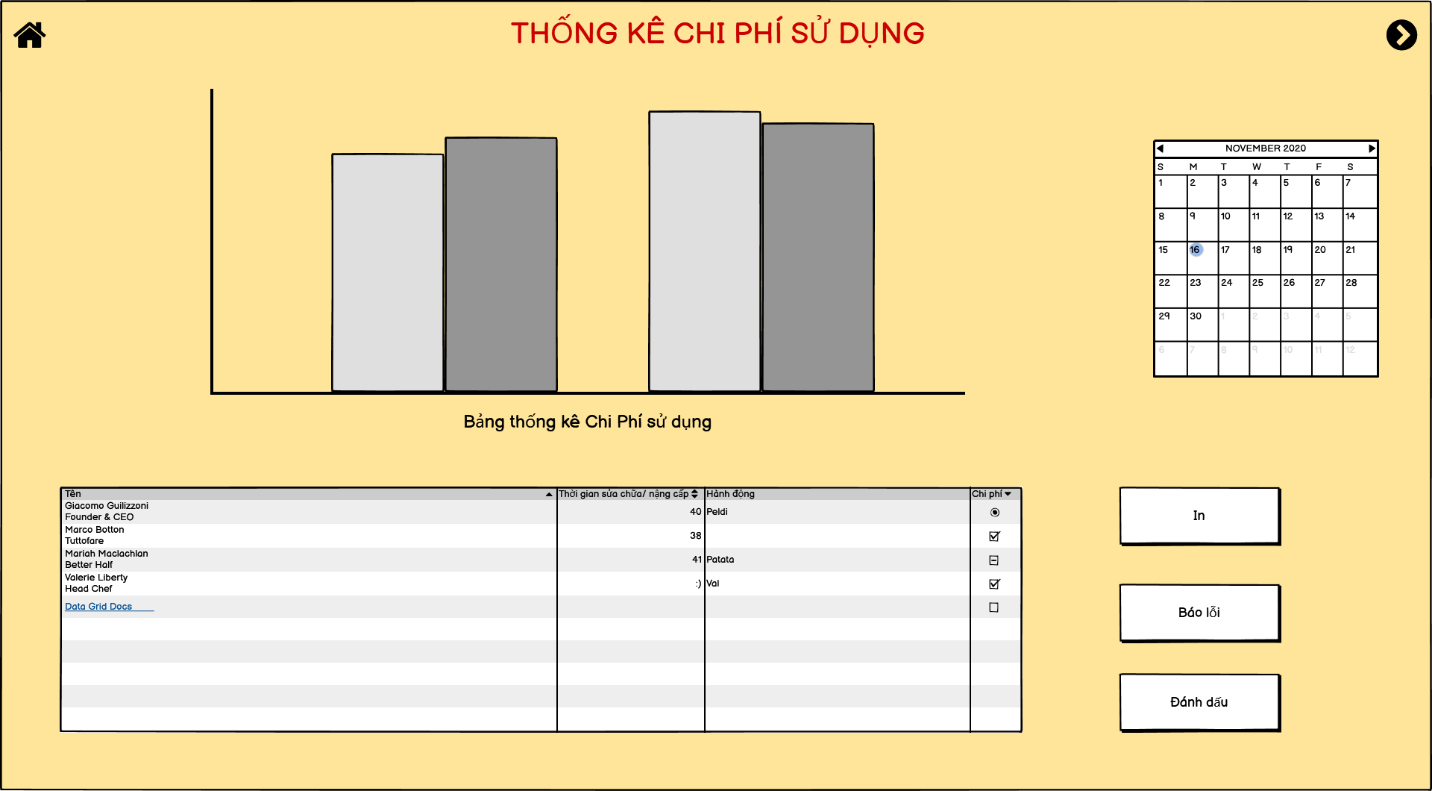 THỐNG KÊ CHI PHÍ SỬ DỤNG
NOVEMBER 2020
S M T W T F S
1 2 3 4 5 6 7
8 9 10 11 12 13 14
15 16 17 18 19 20 21
22 23 24 25 26 27 28
29 30 1 2 3 4 5
6 7 8 9 10 11 12
Bảng thống kê Chi Phí sử dụng
Tên Thời gian sửa chữa/ nậng cấp Hành động Chi phí
Giacomo Guilizzoni
Founder & CEO
40 Peldi
Marco Botton
Tuttofare
38
Mariah Maclachlan
Better Half
41 Patata
Valerie Liberty
Head Chef
:) Val
Data Grid Docs
In
Báo lỗi
Đánh dấu